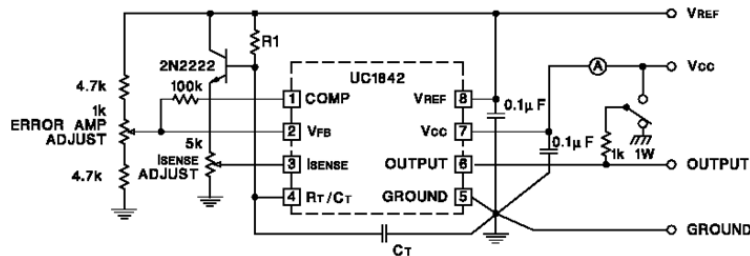 VREF
R1
2N2222
UC1842
A
VCC
4.7k
100k
1 COMP
VREF 8
0.1µF
1k
ERROR AMP
ADJUST
2 VFB
VCC 7
0.1µF
5k
ISENSE
ADJUST
3 ISENSE
OUTPUT 6
1k
1W
OUTPUT
4.7k
4 RT/CT
GROUND 5
CT
GROUND